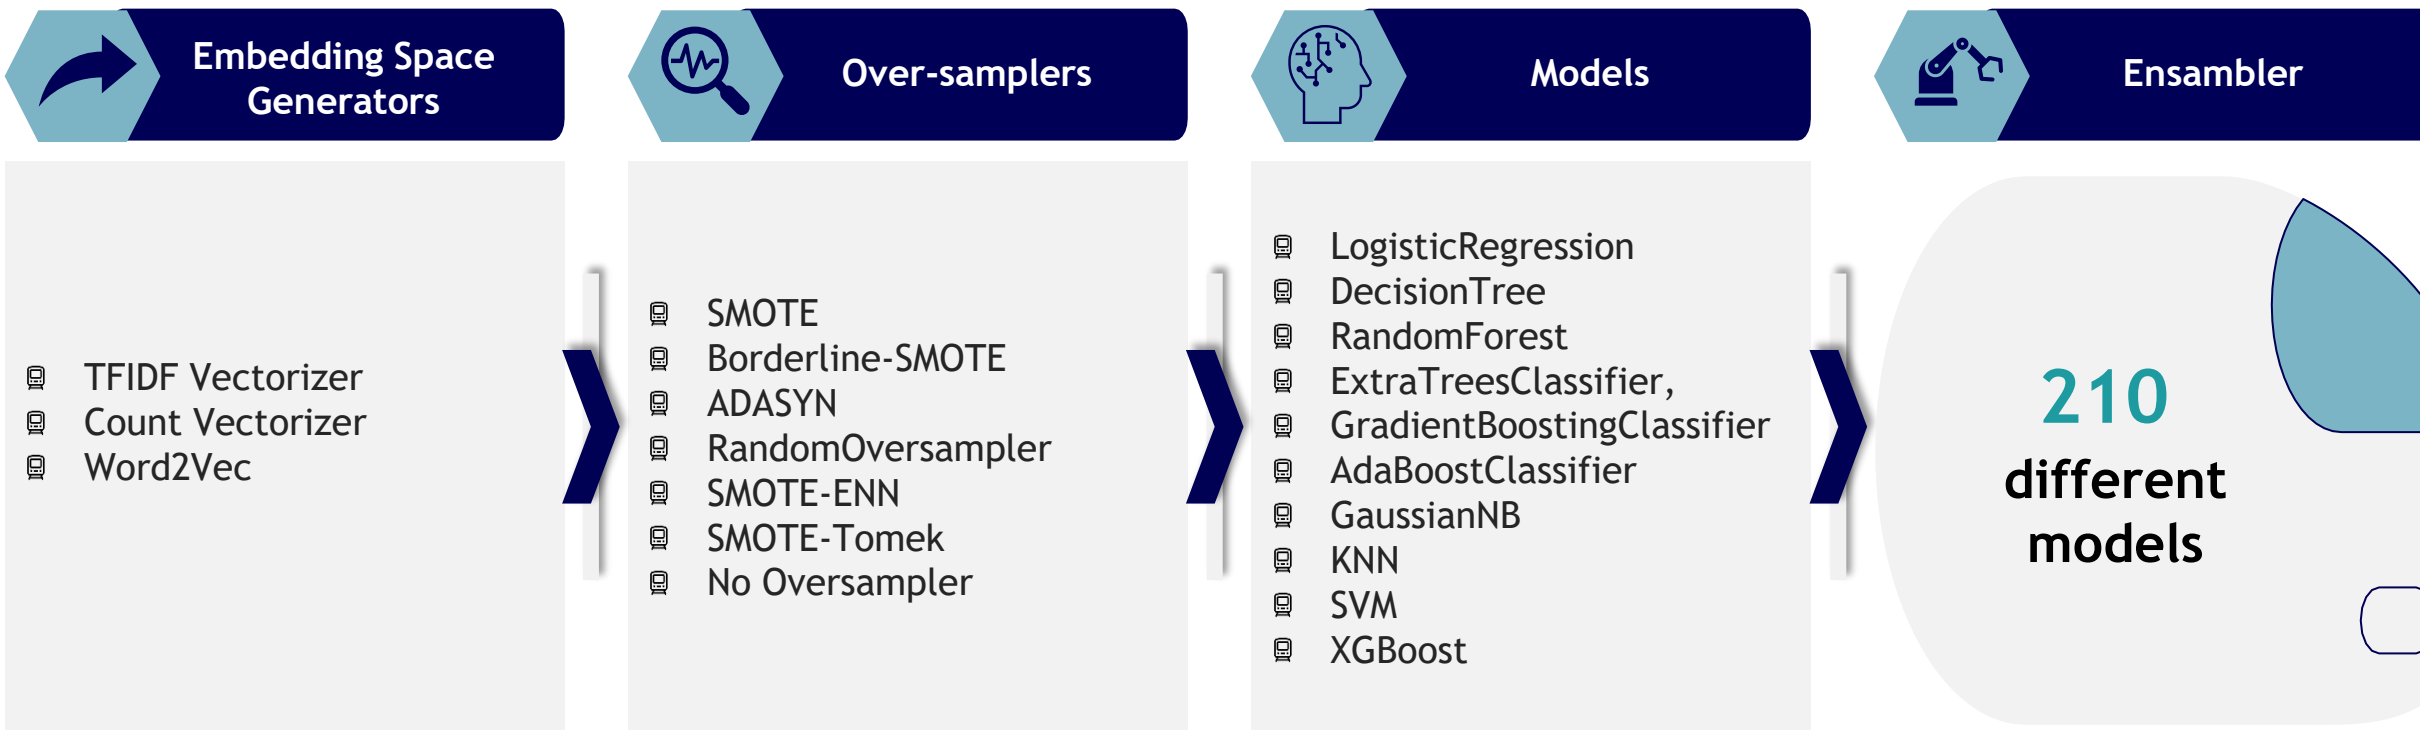 Embedding Space
Generators
TFIDF Vectorizer
Count Vectorizer
Word2Vec
Over-samplers
SMOTE
Borderline-SMOTE
ADASYN
RandomOversampler
SMOTE-ENN
SMOTE-Tomek
No Oversampler
Models
LogisticRegression
DecisionTree
RandomForest
ExtraTreesClassifier,
GradientBoostingClassifier
AdaBoostClassifier
GaussianNB
KNN
SVM
XGBoost
Ensambler
210
different
models